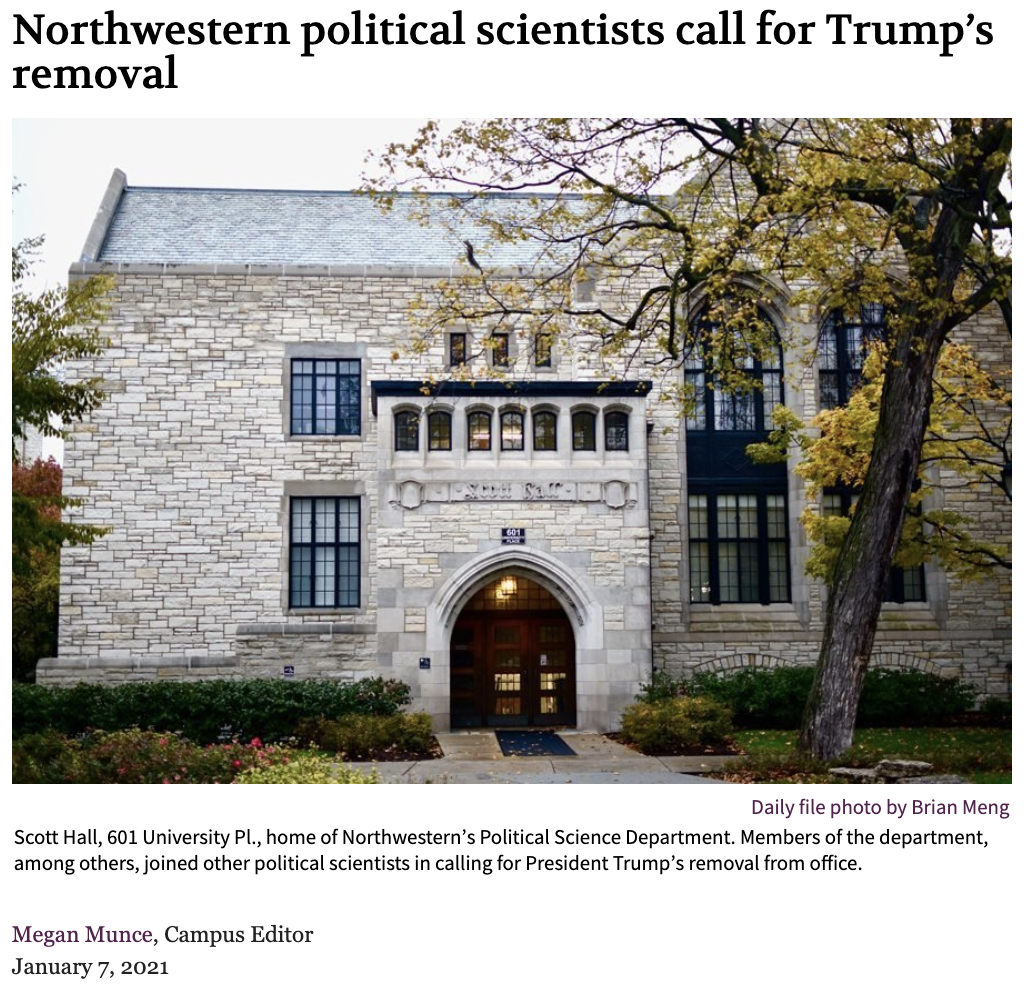 Northwestern political scientists call for Trump’s
removal
Scott Hall
601
PLACE
Daily file photo by Brian Meng
Scott Hall, 601 University Pl., home of Northwestern’s Political Science Department. Members of the department,
among others, joined other political scientists in calling for President Trump’s removal from office.
Megan Munce, Campus Editor
January 7, 2021